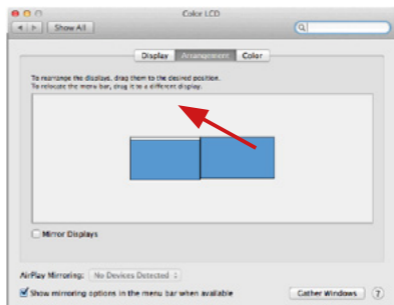 Color LCD
Show All
Display Arrangement Color
To rearrange the displays, drag them to the desired position.
To relocate the menu bar, drag it to a different display.
Mirror Displays
AirPlay Mirroring: No Devices Detected
Show mirroring options in the menu bar when available
Gather Windows ?